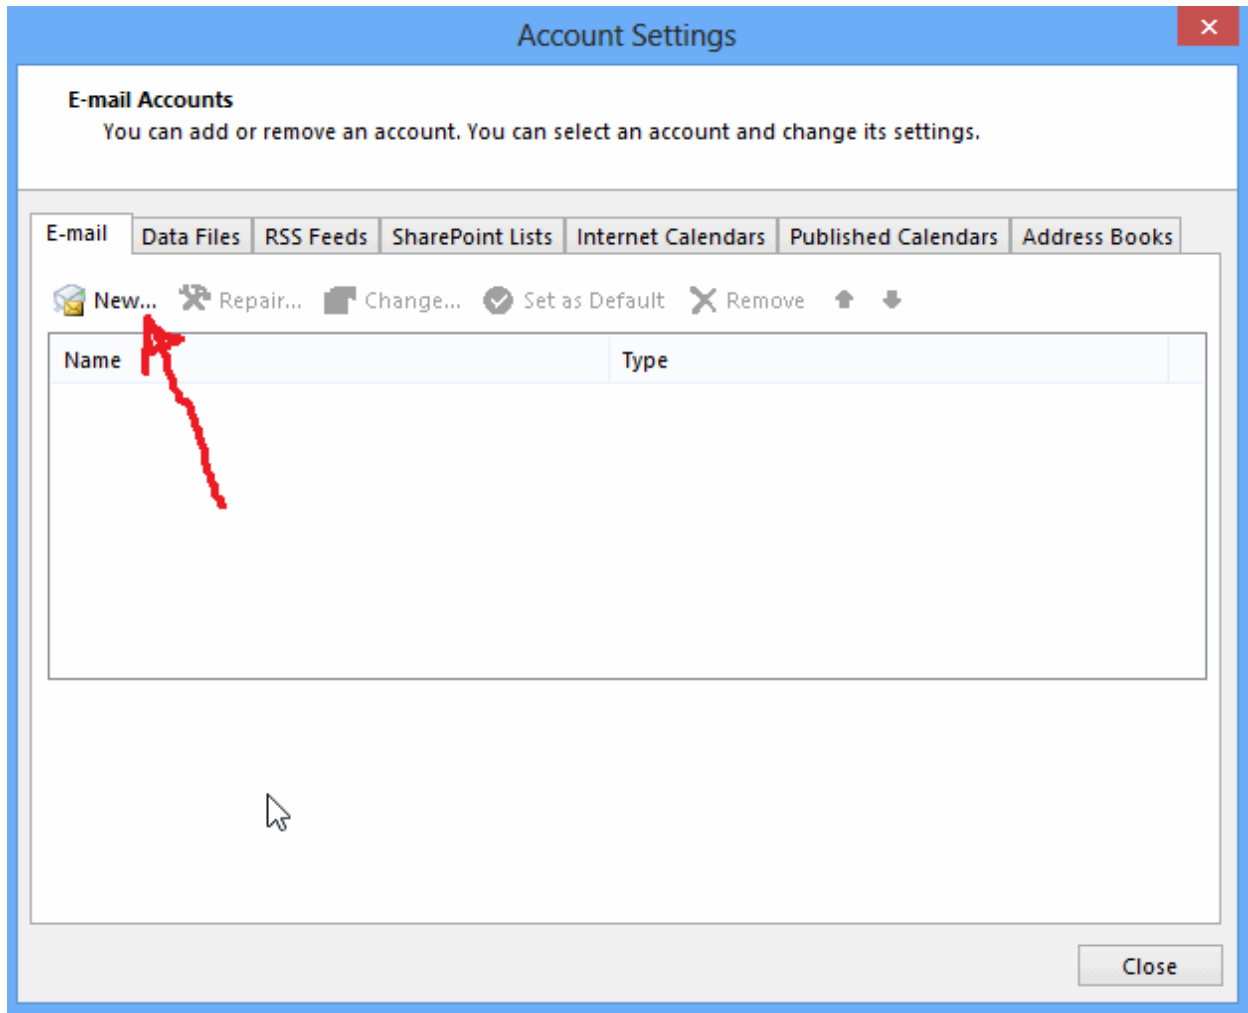 Account Settings
E-mail Accounts
You can add or remove an account. You can select an account and change its settings.
E-mail Data Files RSS Feeds SharePoint Lists Internet Calendars Published Calendars Address Books
New... Repair... Change... Set as Default Remove
Name Type
Close